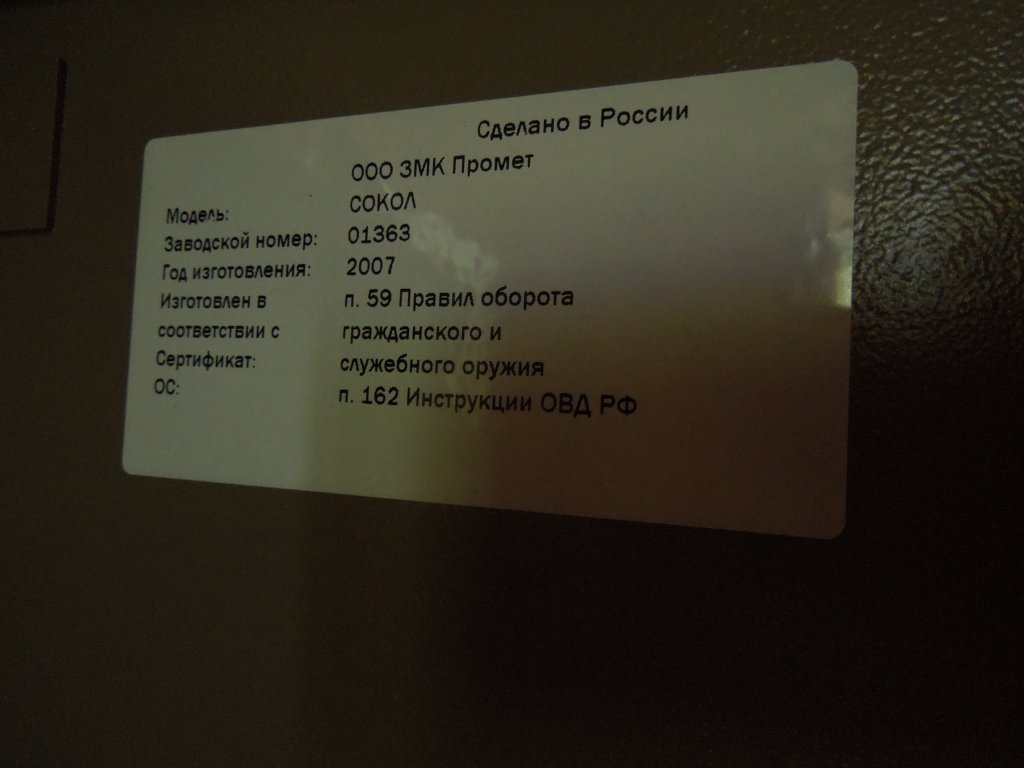 Сделано в России
ООО ЗМК Промет
Модель: СОКОЛ
Заводской номер: 01363
Год изготовления: 2007
Изготовлен в п. 59 Правил оборота
соответствии с гражданского и
Сертификат: служебного оружия
ОС: п. 162 Инструкции ОВД РФ